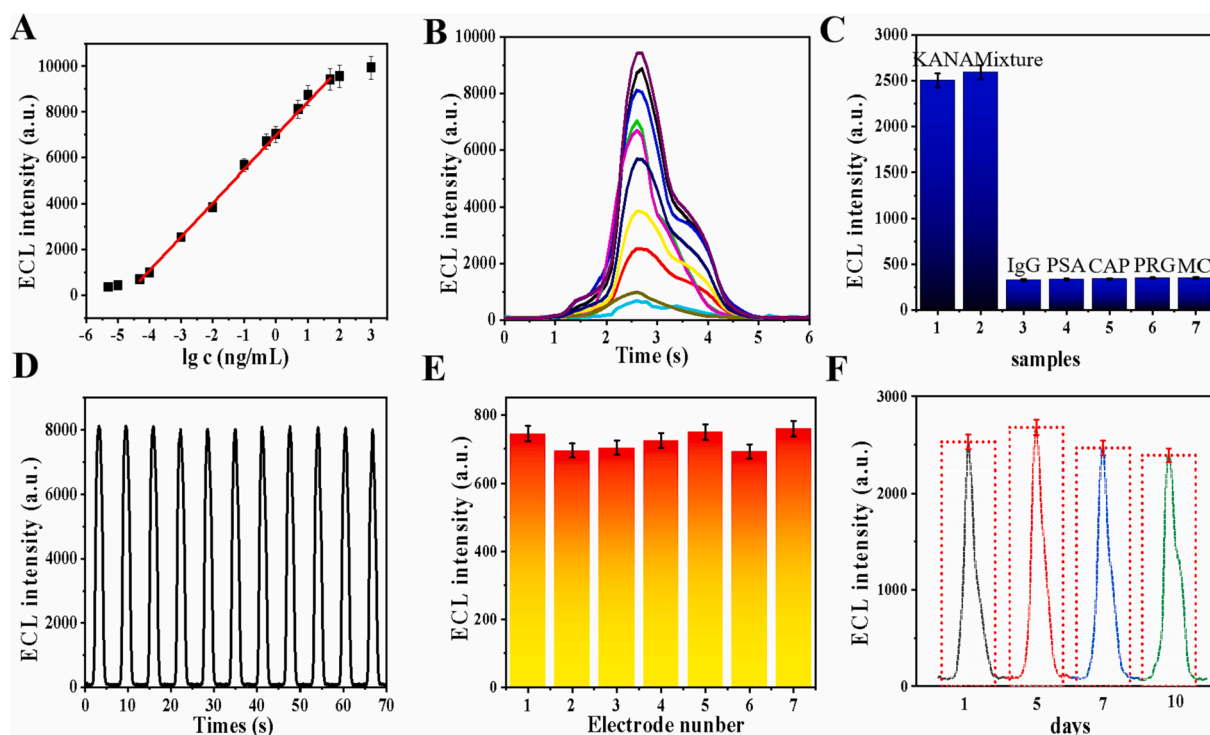 A
ECL intensity (a.u.)
10000
8000
6000
4000
2000
0
-6 -5 -4 -3 -2 -1 0 1 2 3
lg c (ng/mL)
B
ECL intensity (a.u.)
10000
8000
6000
4000
2000
0
0 1 2 3 4 5 6
Time (s)
C
ECL intensity (a.u.)
3000
2500
2000
1500
1000
500
0
KANAMixture
IgG PSA CAP PRG MC
1 2 3 4 5 6 7
samples
D
ECL intensity (a.u.)
8000
6000
4000
2000
0
0 10 20 30 40 50 60 70
Times (s)
E
ECL intensity (a.u.)
800
600
400
200
0
1 2 3 4 5 6 7
Electrode nunber
F
ECL intensity (a.u.)
3000
2000
1000
0
1 5 7 10
days